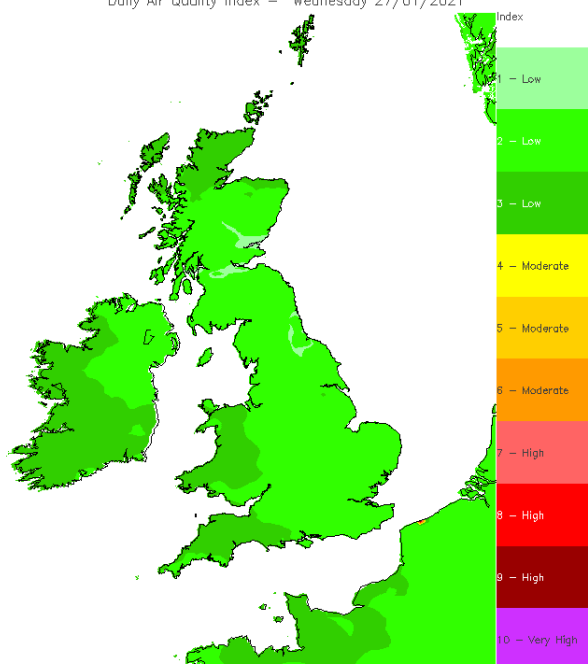 Daily Air Quality Index – Wednesday 27/01/2021
Index
1 – Low
2 – Low
3 – Low
4 – Moderate
5 – Moderate
6 – Moderate
7 – High
8 – High
9 – High
10 – Very High